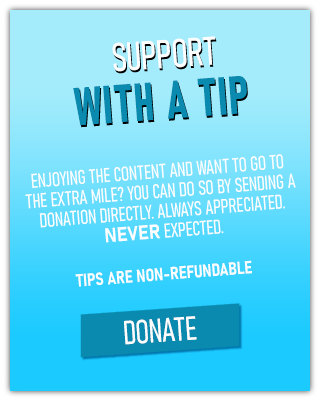 SUPPORT
WITH A TIP
ENJOYING THE CONTENT AND WANT TO GO TO
THE EXTRA MILE? YOU CAN DO SO BY SENDING A
DONATION DIRECTLY. ALWAYS APPRECIATED.
NEVER EXPECTED.
TIPS ARE NON-REFUNDABLE
DONATE